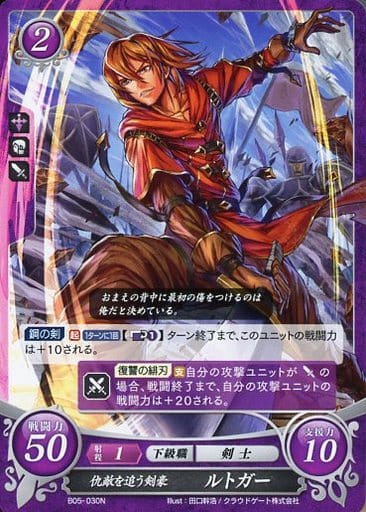 2
おまえの背中に最初の傷をつけるのは
俺だと決めている。
鋼の剣 起 1ターンに1回 【1】 ターン終了まで、このユニットの戦闘力
は+10される。
復讐の緋刃 支 自分の攻撃ユニットが
の場合、戦闘終了まで、自分の攻撃ユニットの
戦闘力は+20される。
戦闘力
50
射程 1 下級職 剣士
支援力
10
仇敵を追う剣豪 ルトガー
B05-030N Illust:田口幹浩/クラウドゲート株式会社